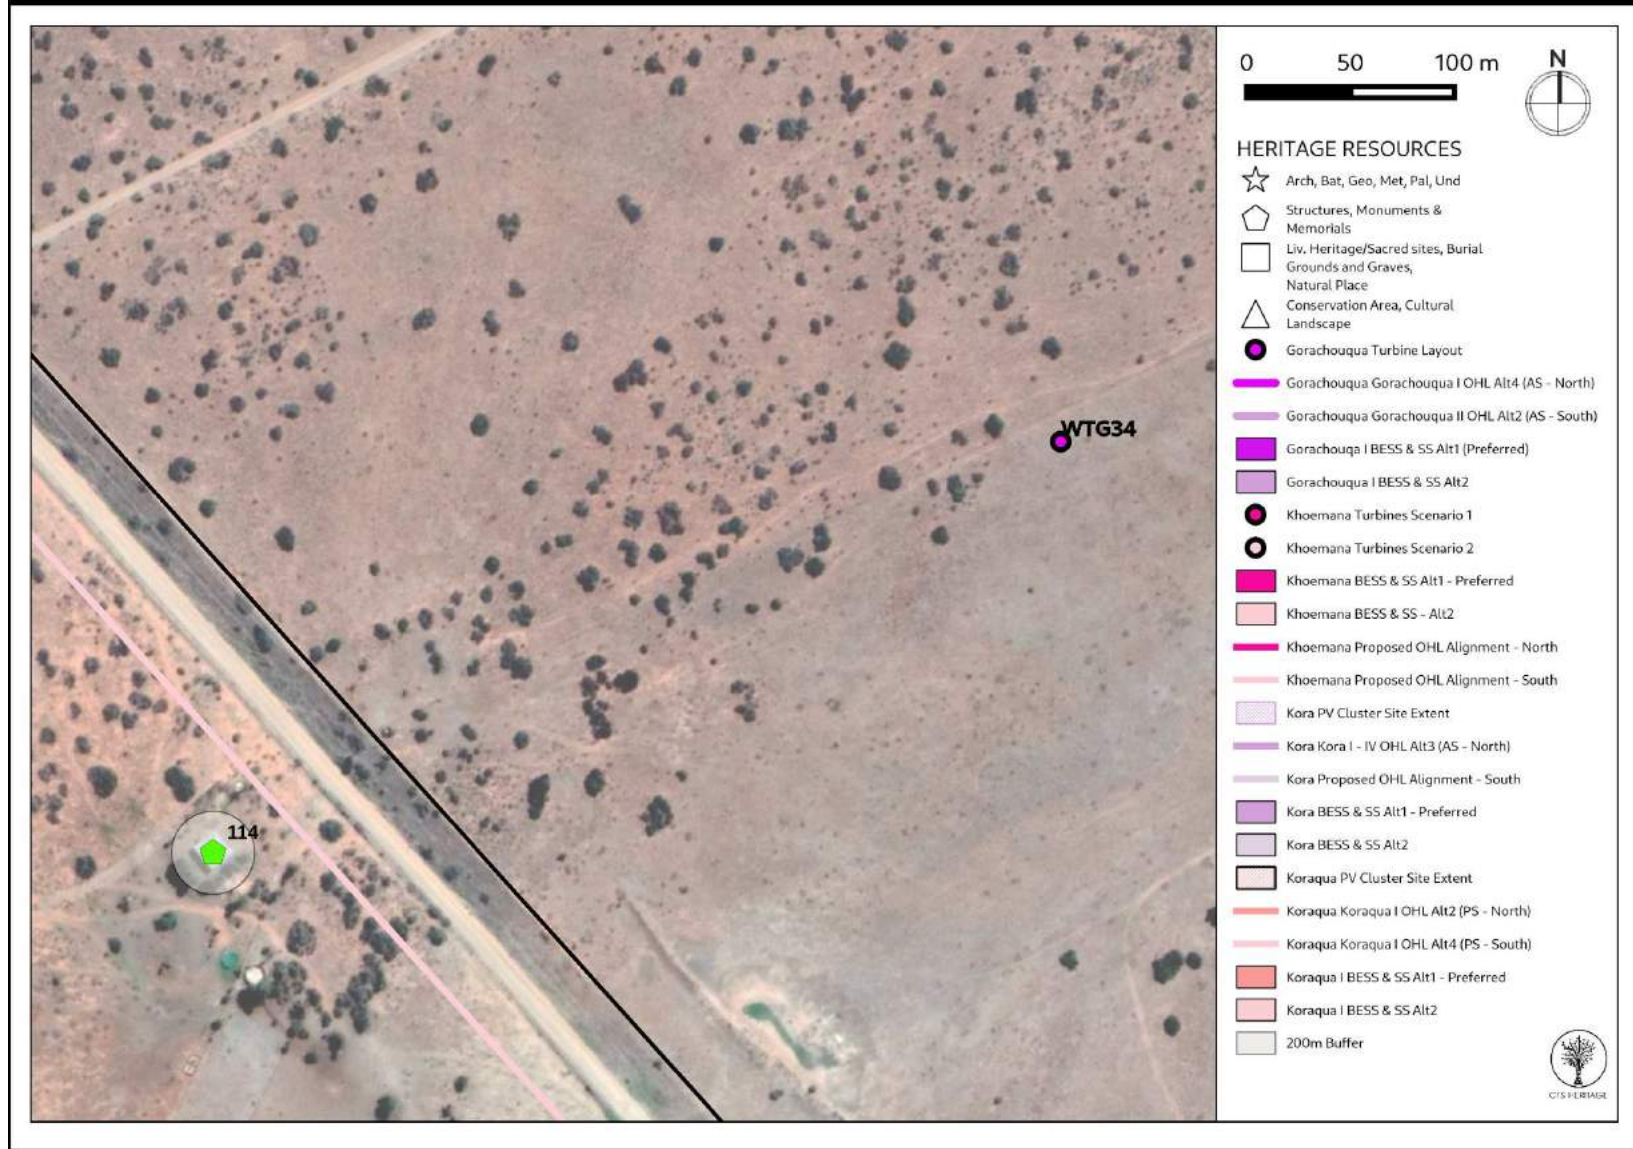 WTG34
114
0 50 100 m
N
HERITAGE RESOURCES
Arch, Bat, Geo, Met, Pal, Und
Structures, Monuments &
Memorials
Liv. Heritage/Sacred sites, Burial
Grounds and Graves,
Natural Place
Conservation Area, Cultural
Landscape
Gorachouqua Turbine Layout
Gorachouqua Gorachouqua I OHL Alt4 (AS - North)
Gorachouqua Gorachouqua II OHL Alt2 (AS - South)
Gorachouqa I BESS & SS Alt1 (Preferred)
Gorachouqua I BESS & SS Alt2
Khoemana Turbines Scenario 1
Khoemana Turbines Scenario 2
Khoemana BESS & SS Alt1 - Preferred
Khoemana BESS & SS - Alt2
Khoemana Proposed OHL Alignment - North
Khoemana Proposed OHL Alignment - South
Kora PV Cluster Site Extent
Kora Kora I - IV OHL Alt3 (AS - North)
Kora Proposed OHL Alignment - South
Kora BESS & SS Alt1 - Preferred
Kora BESS & SS Alt2
Koraqua PV Cluster Site Extent
Koraqua Koraqua I OHL Alt2 (PS - North)
Koraqua Koraqua I OHL Alt4 (PS - South)
Koraqua I BESS & SS Alt1 - Preferred
Koraqua I BESS & SS Alt2
200m Buffer
CTS HERITAGE